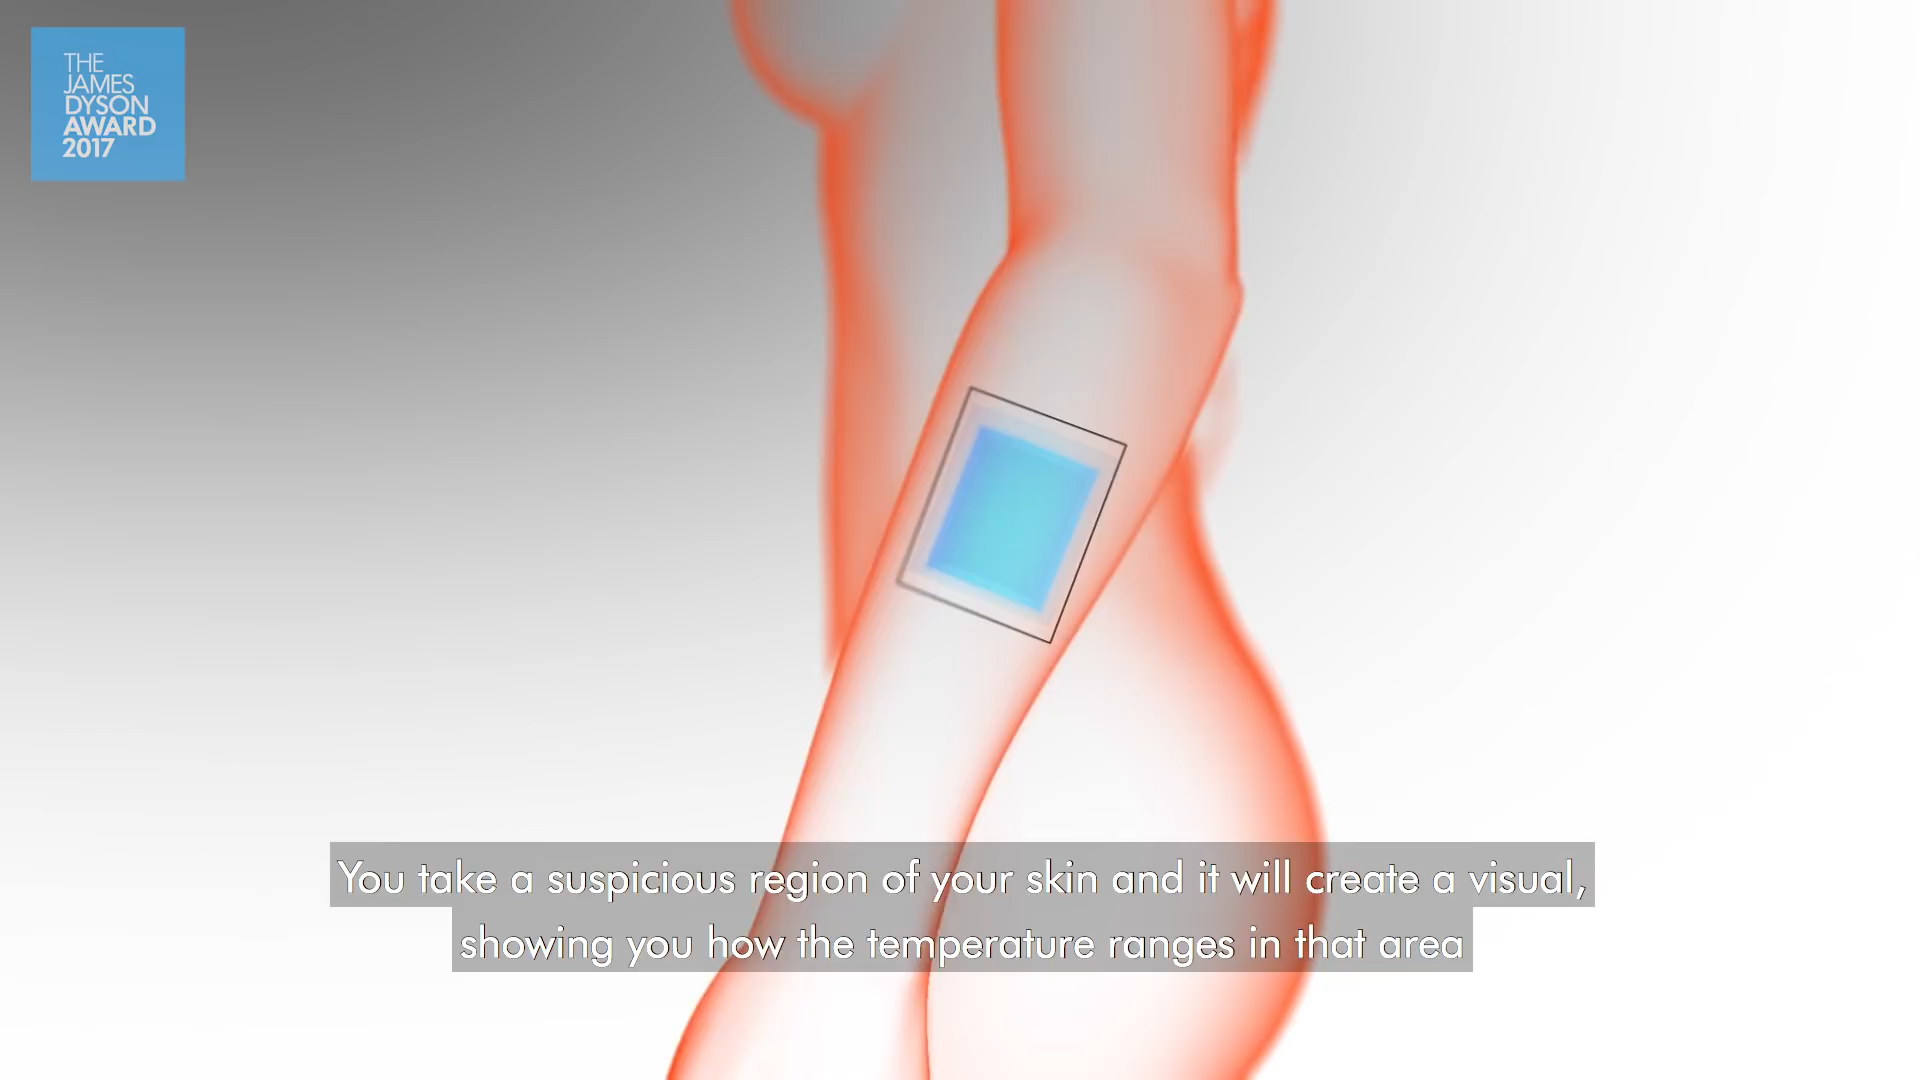 THE
JAMES
DYSON
AWARD
2017
You take a suspicious region of your skin and it will create a visual,
showing you how the temperature ranges in that area